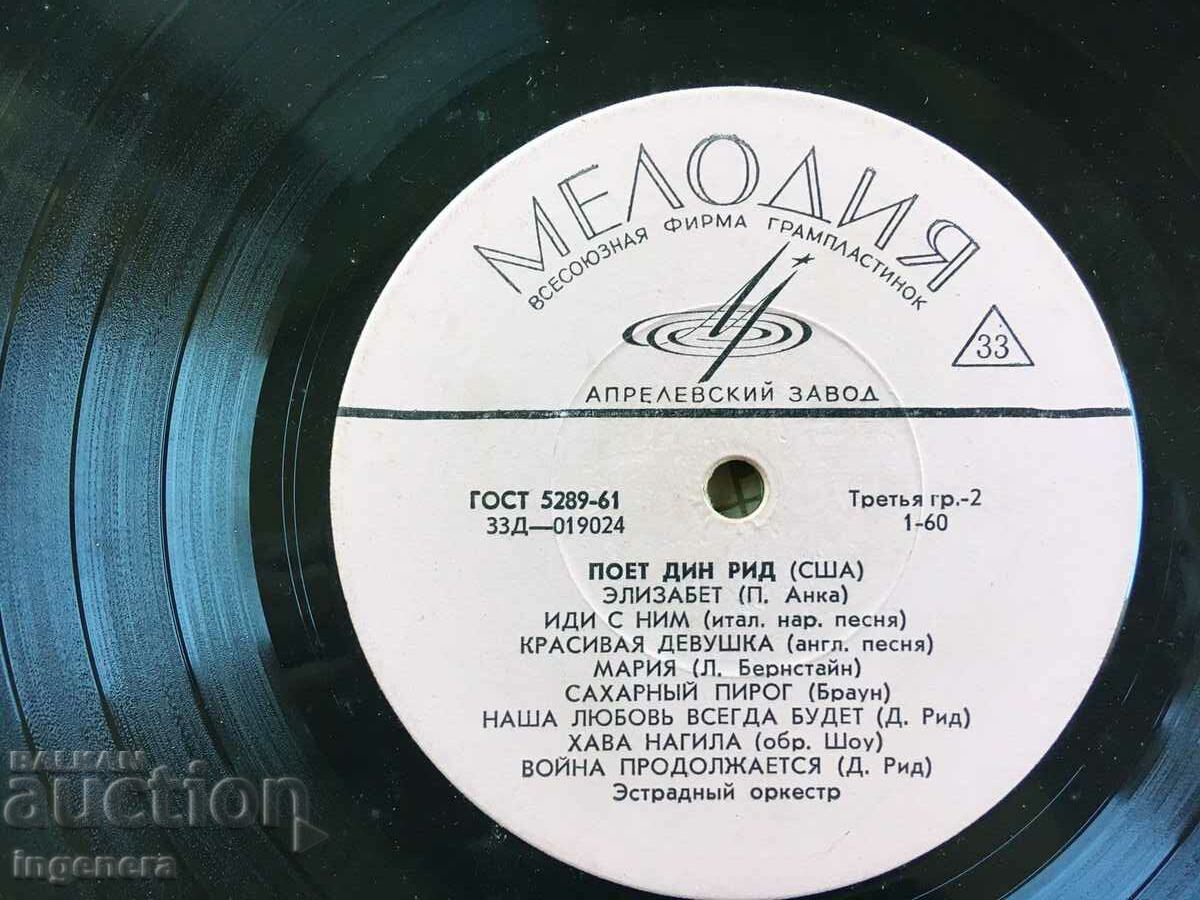 МЕЛОДИЯ
ВСЕСОЮЗНАЯ ФИРМА ГРАМПЛАСТИНОК
33
АПРЕЛЕВСКИЙ ЗАВОД
ГОСТ 5289-61
33Д—019024
Третья гр.-2
1-60
ПОЕТ ДИН РИД (США)
ЭЛИЗАБЕТ (П. Анка)
ИДИ С НИМ (итал. нар. песня)
КРАСИВАЯ ДЕВУШКА (англ. песня)
МАРИЯ (Л. Бернстайн)
САХАРНЫЙ ПИРОГ (Браун)
НАША ЛЮБОВЬ ВСЕГДА БУДЕТ (Д. Рид)
ХАВА НАГИЛА (обр. Шоу)
ВОЙНА ПРОДОЛЖАЕТСЯ (Д. Рид)
Эстрадный оркестр
BALKAN
auction
ingenera